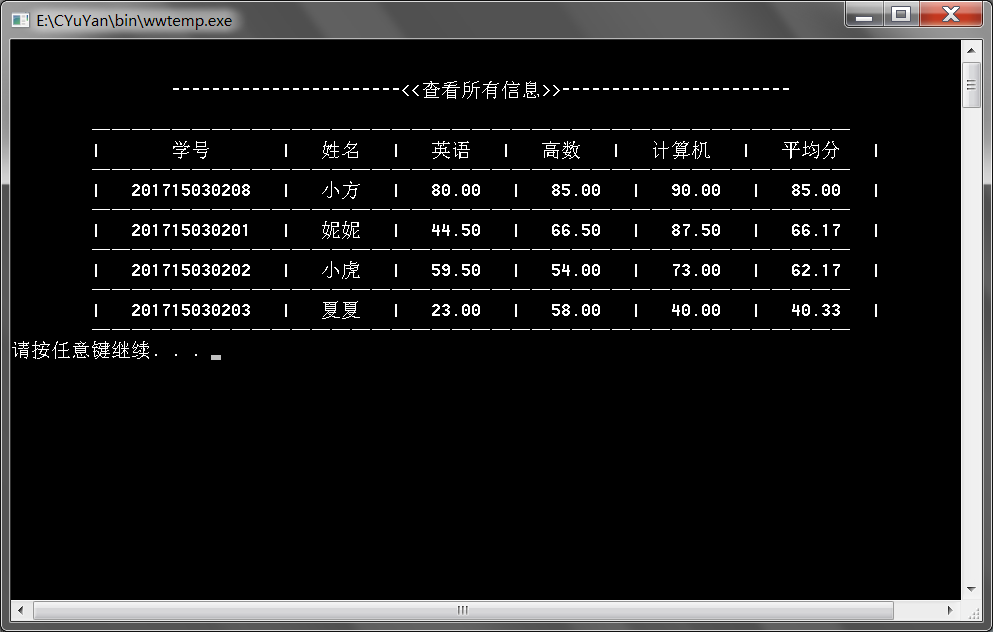 E:\CYuYan\bin\wwtemp.exe
-----------------------<<查看所有信息>>-----------------------
| 学号 | 姓名 | 英语 | 高数 | 计算机 | 平均分 |
| 201715030208 | 小方 | 80.00 | 85.00 | 90.00 | 85.00 |
| 201715030201 | 妮妮 | 44.50 | 66.50 | 87.50 | 66.17 |
| 201715030202 | 小虎 | 59.50 | 54.00 | 73.00 | 62.17 |
| 201715030203 | 夏夏 | 23.00 | 58.00 | 40.00 | 40.33 |
请按任意键继续. . .